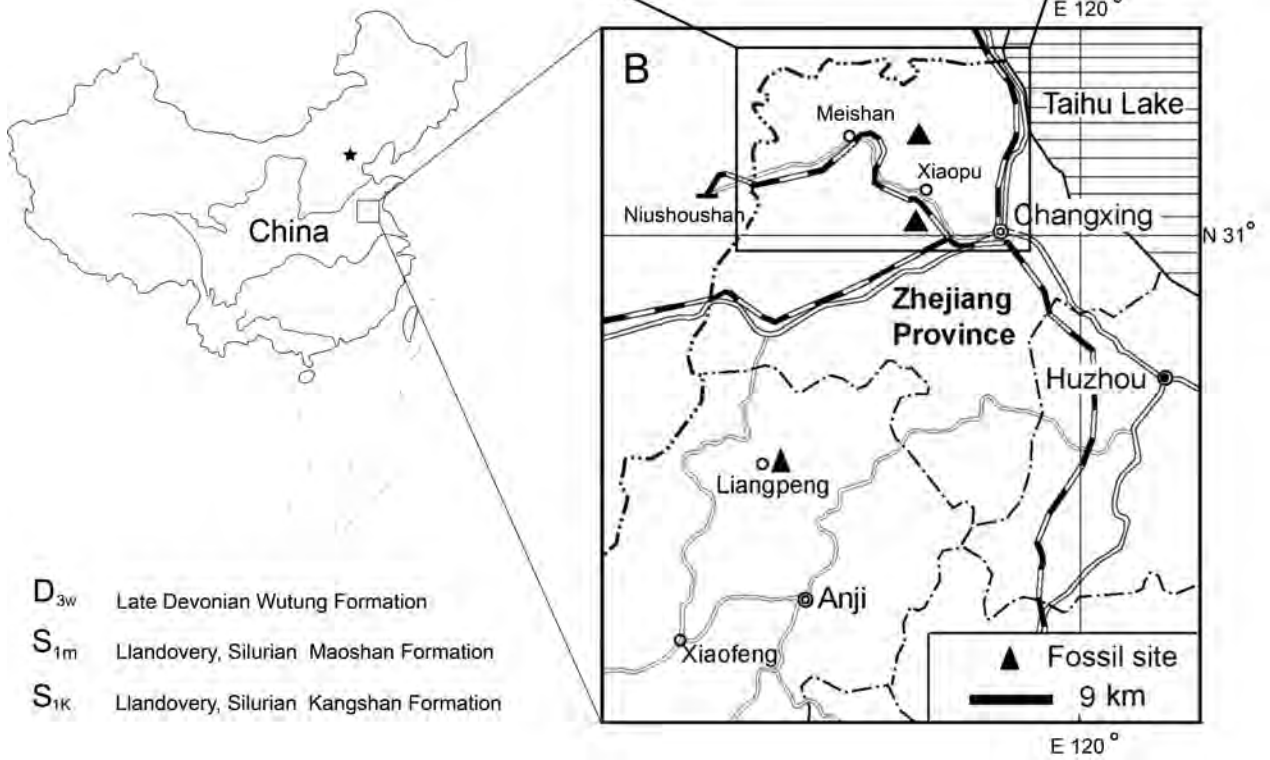 E 120°
B
Taihu Lake
Meishan
Xiaopu
Niushoushan
Changxing
N 31°
China
Zhejiang
Province
Huzhou
Liangpeng
Anji
Xiaofeng
D3w Late Devonian Wutung Formation
S1m Llandovery, Silurian Maoshan Formation
S1K Llandovery, Silurian Kangshan Formation
Fossil site
9 km
E 120°